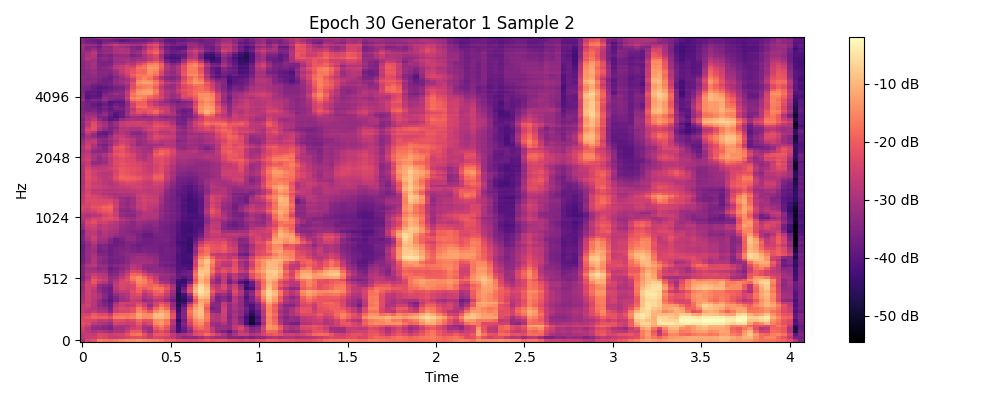 Epoch 30 Generator 1 Sample 2
Hz
4096
2048
1024
512
0
0 0.5 1 1.5 2 2.5 3 3.5 4
Time
-10 dB
-20 dB
-30 dB
-40 dB
-50 dB